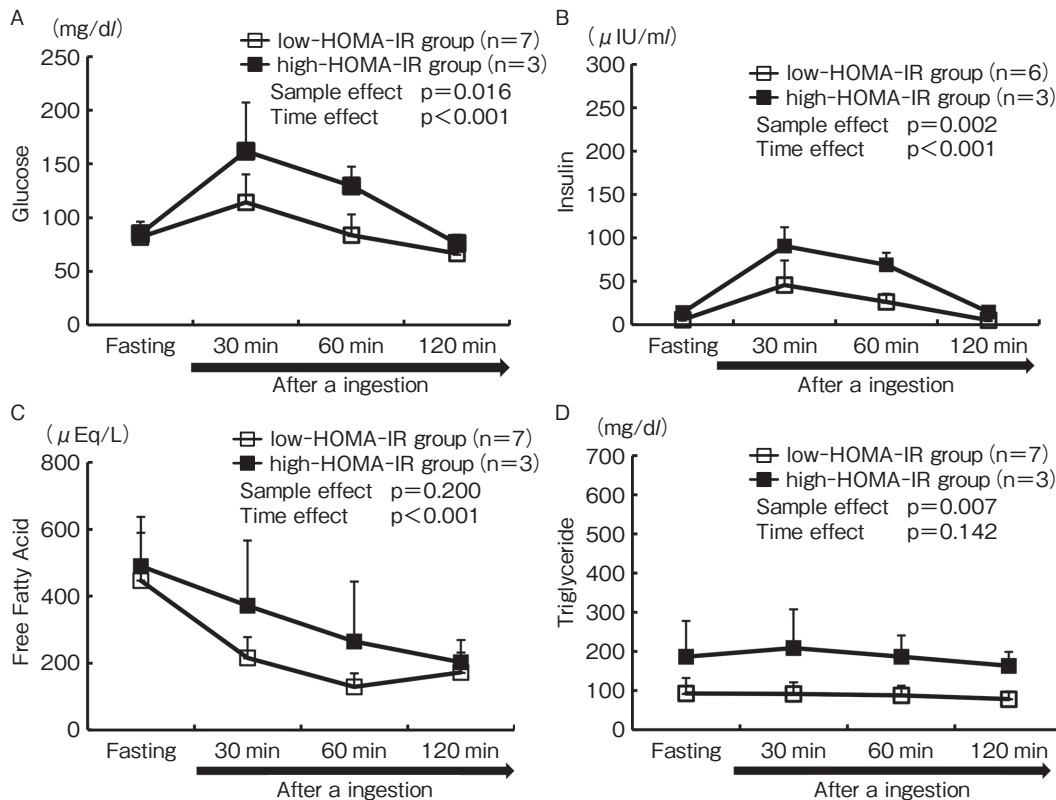 A
(mg/dl)
low-HOMA-IR group (n=7)
high-HOMA-IR group (n=3)
Sample effect p=0.016
Time effect p<0.001
Glucose
250
200
150
100
50
0
Fasting 30 min 60 min 120 min
After a ingestion
B
(μIU/ml)
low-HOMA-IR group (n=6)
high-HOMA-IR group (n=3)
Sample effect p=0.002
Time effect p<0.001
Insulin
300
250
200
150
100
50
0
Fasting 30 min 60 min 120 min
After a ingestion
C
(μEq/L)
low-HOMA-IR group (n=7)
high-HOMA-IR group (n=3)
Sample effect p=0.200
Time effect p<0.001
Free Fatty Acid
800
600
400
200
0
Fasting 30 min 60 min 120 min
After a ingestion
D
(mg/dl)
low-HOMA-IR group (n=7)
high-HOMA-IR group (n=3)
Sample effect p=0.007
Time effect p=0.142
Triglyceride
700
600
500
400
300
200
100
0
Fasting 30 min 60 min 120 min
After a ingestion